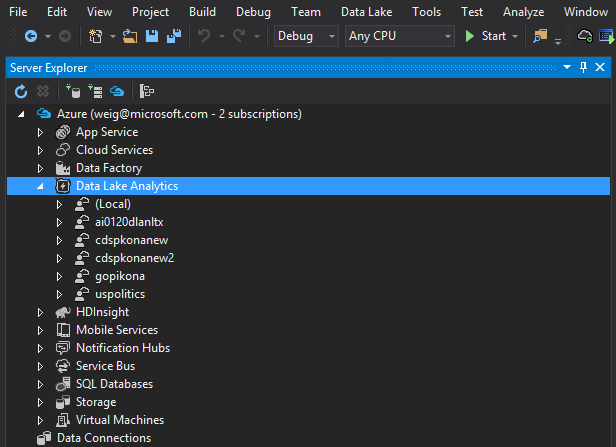 File View Project Build Debug Team Data Lake Tools Test Analyze Window
Debug Any CPU Start
Server Explorer
Azure (weig@microsoft.com - 2 subscriptions)
App Service
Cloud Services
Data Factory
Data Lake Analytics
(Local)
ai0120dlanltx
cdspkonanew
cdspkonanew2
gopikona
uspolitics
HDInsight
Mobile Services
Notification Hubs
Service Bus
SQL Databases
Storage
Virtual Machines
Data Connections